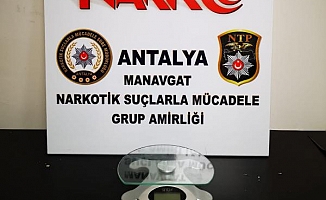 NARKO
NTP
ANTALYA
MANAVGAT
NARKOTİK SUÇLARLA MÜCADELE
GRUP AMİRLİĞİ